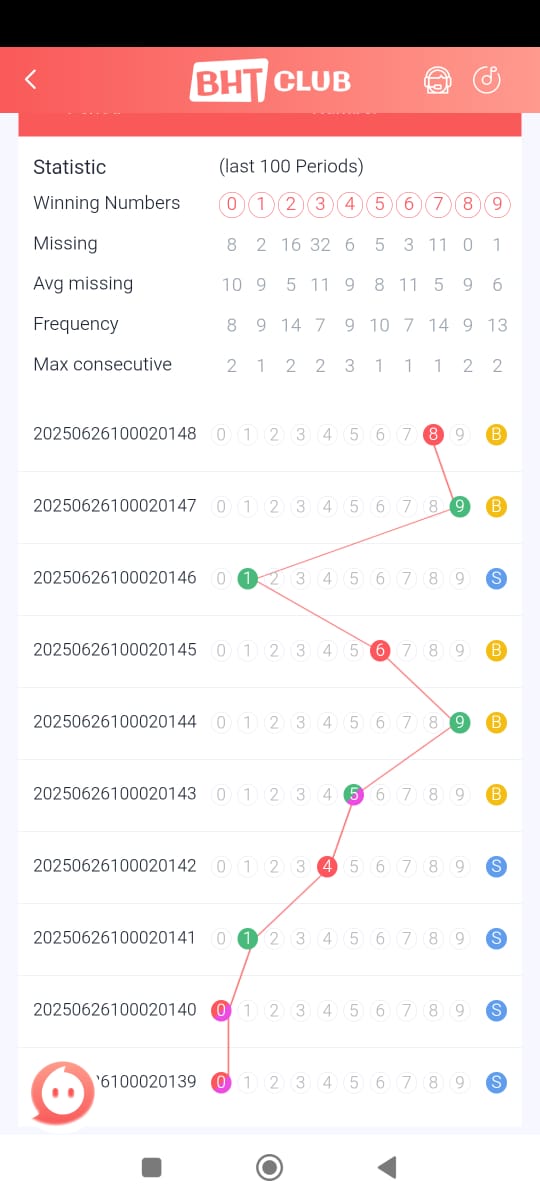 BHT CLUB
Statistic (last 100 Periods)
Winning Numbers 0 1 2 3 4 5 6 7 8 9
Missing 8 2 16 32 6 5 3 11 0 1
Avg missing 10 9 5 11 9 8 11 5 9 6
Frequency 8 9 14 7 9 10 7 14 9 13
Max consecutive 2 1 2 2 3 1 1 1 2 2
20250626100020148 0 1 2 3 4 5 6 7 8 9 B
20250626100020147 0 1 2 3 4 5 6 7 8 9 B
20250626100020146 0 1 2 3 4 5 6 7 8 9 S
20250626100020145 0 1 2 3 4 5 6 7 8 9 B
20250626100020144 0 1 2 3 4 5 6 7 8 9 B
20250626100020143 0 1 2 3 4 5 6 7 8 9 B
20250626100020142 0 1 2 3 4 5 6 7 8 9 S
20250626100020141 0 1 2 3 4 5 6 7 8 9 S
20250626100020140 0 1 2 3 4 5 6 7 8 9 S
6100020139 0 1 2 3 4 5 6 7 8 9 S